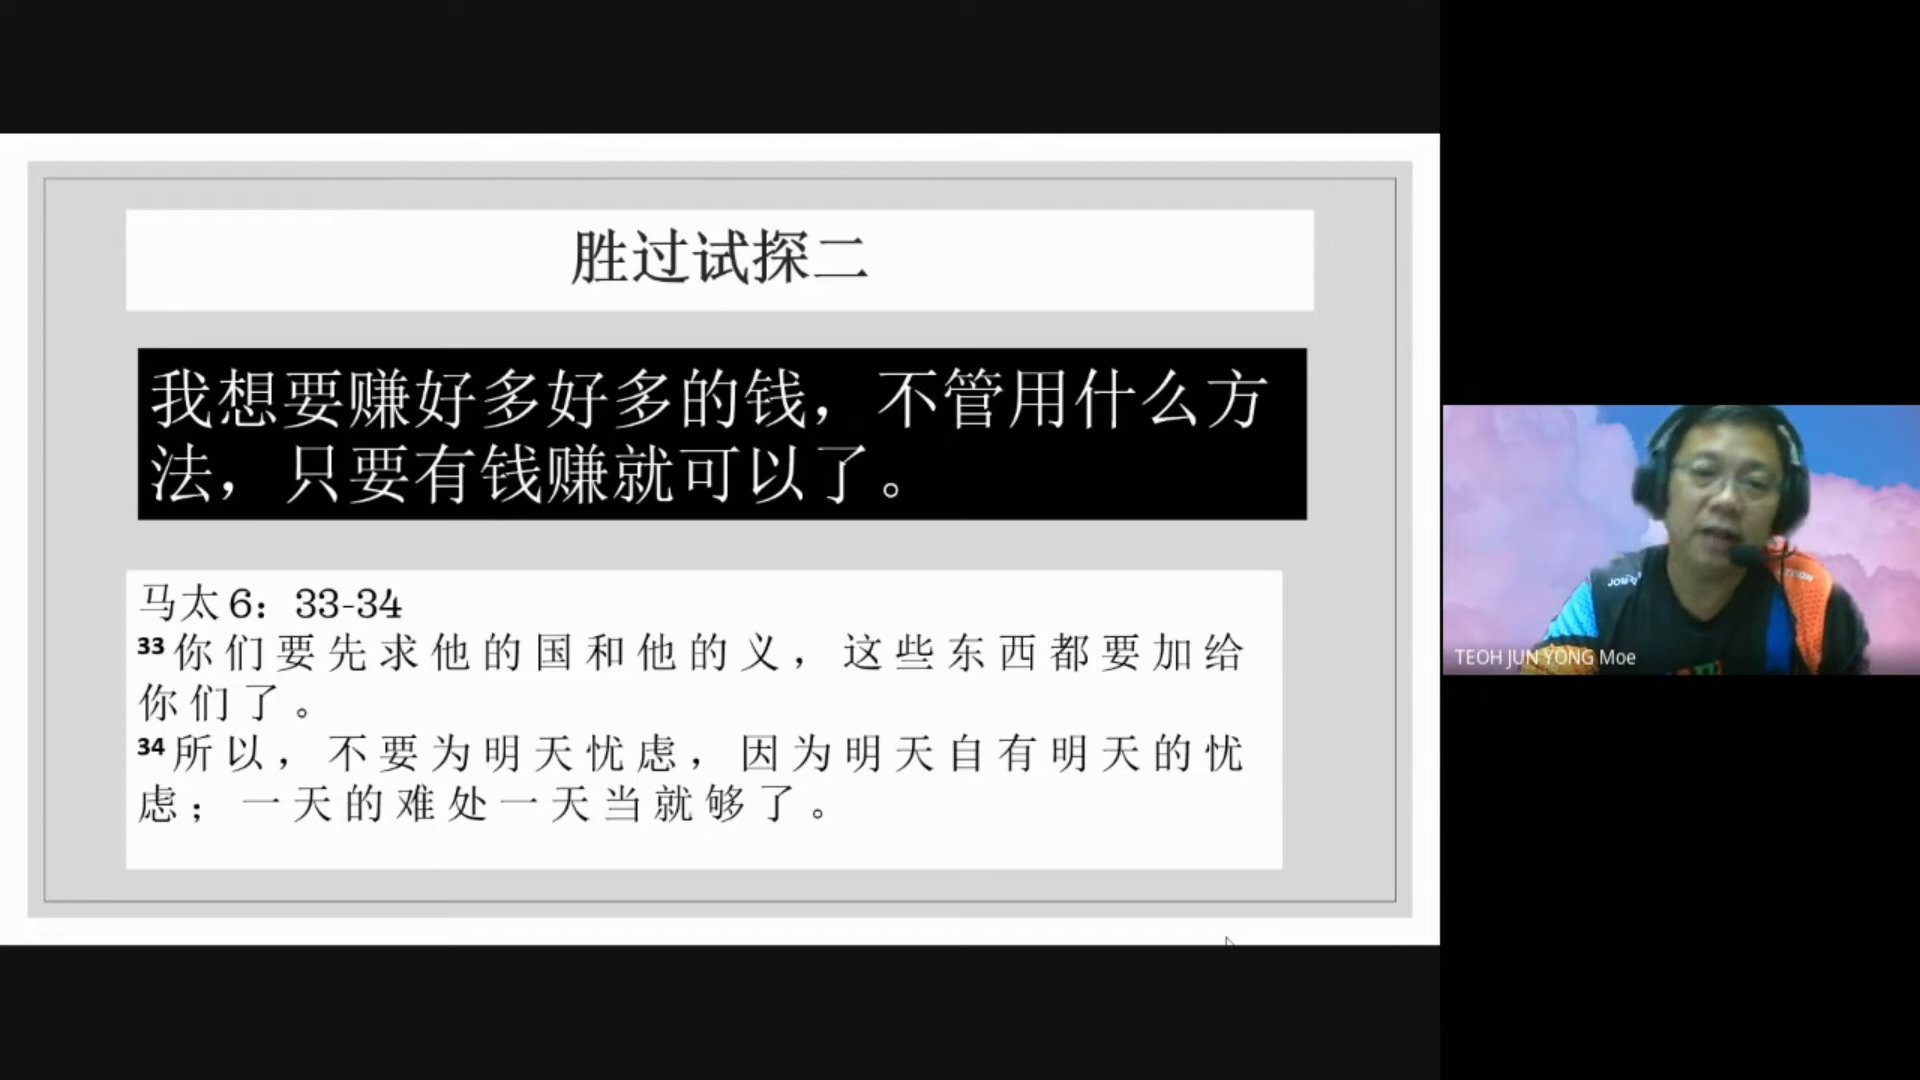 胜过试探二
我想要赚好多好多的钱，不管用什么方
法，只要有钱赚就可以了。
马太 6：33-34
33你们要先求他的国和他的义，这些东西都要加给
你们了。
34所以，不要为明天忧虑，因为明天自有明天的忧
虑；一天的难处一天当就够了。
TEOH JUN YONG Moe